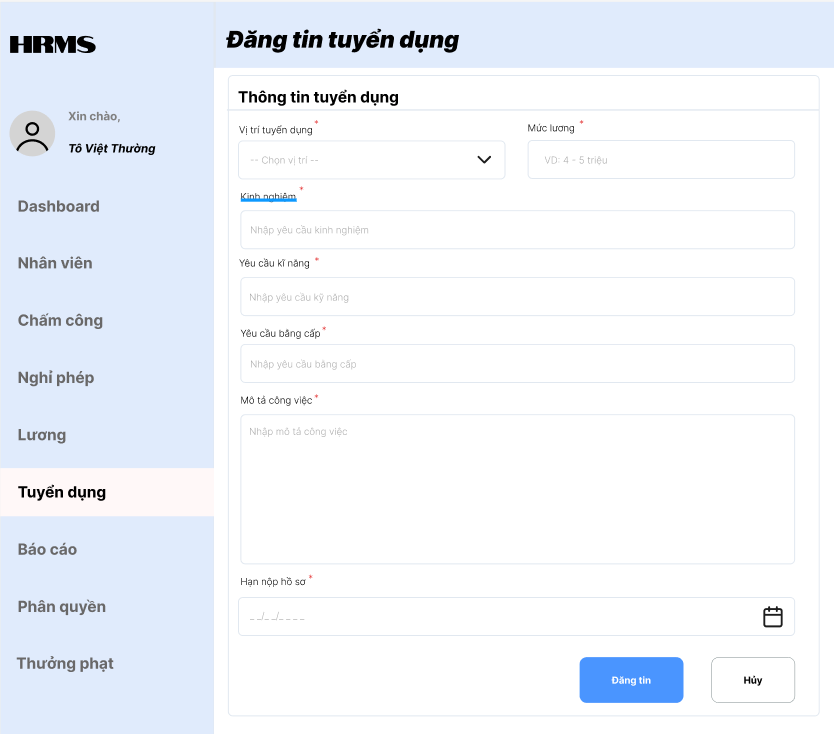 HRMS
Đăng tin tuyển dụng
Xin chào,
Tô Việt Thường
Dashboard
Nhân viên
Chấm công
Nghỉ phép
Lương
Tuyển dụng
Báo cáo
Phân quyền
Thưởng phạt
Thông tin tuyển dụng
Vị trí tuyển dụng *
Mức lương *
-- Chọn vị trí --
VD: 4 - 5 triệu
Kinh nghiệm *
Nhập yêu cầu kinh nghiệm
Yêu cầu kĩ năng *
Nhập yêu cầu kỹ năng
Yêu cầu bằng cấp *
Nhập yêu cầu bằng cấp
Mô tả công việc *
Nhập mô tả công việc
Hạn nộp hồ sơ *
_ _/_ _/_ _ _ _
Đăng tin
Hủy